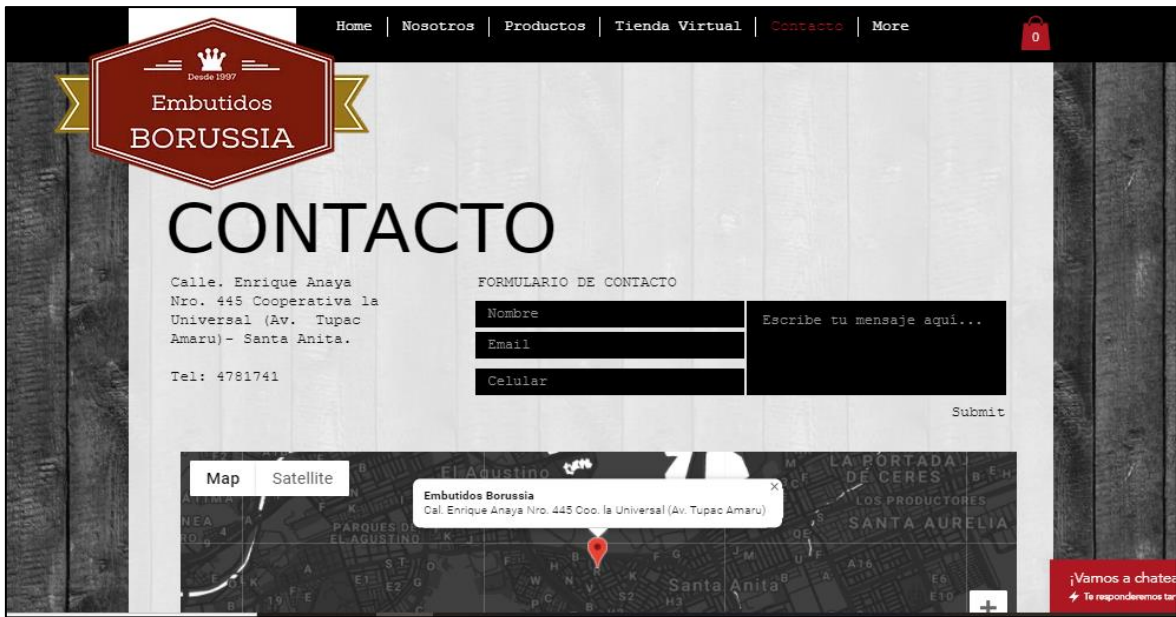 Home | Nosotros | Productos | Tienda Virtual | Contacto | More
0
Desde 1997
Embutidos
BORUSSIA
CONTACTO
Calle. Enrique Anaya
Nro. 445 Cooperativa la
Universal (Av. Tupac
Amaru)- Santa Anita.
Tel: 4781741
FORMULARIO DE CONTACTO
Nombre
Email
Celular
Escribe tu mensaje aquí...
Submit
Map
Satellite
El Agustino
LA PORTADA
DE CERES
LOS PRODUCTORES
SANTA AURELIA
PARQUES DE
EL AGUSTINO
Embutidos Borussia
Cal. Enrique Anaya Nro. 445 Coo. la Universal (Av. Tupac Amaru)
Santa Anita
¡Vamos a chatea
Te responderemos tan